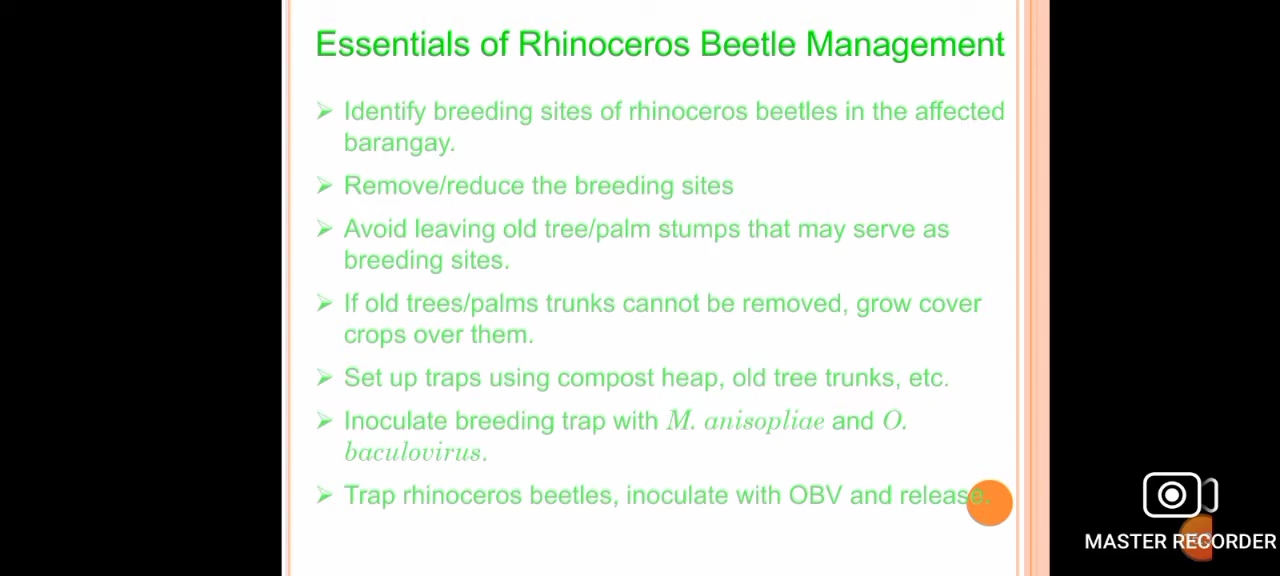 Essentials of Rhinoceros Beetle Management
➢ Identify breeding sites of rhinoceros beetles in the affected
barangay.
➢ Remove/reduce the breeding sites
➢ Avoid leaving old tree/palm stumps that may serve as
breeding sites.
➢ If old trees/palms trunks cannot be removed, grow cover
crops over them.
➢ Set up traps using compost heap, old tree trunks, etc.
➢ Inoculate breeding trap with M. anisopliae and O.
baculovirus.
➢ Trap rhinoceros beetles, inoculate with OBV and release.
MASTER RECORDER